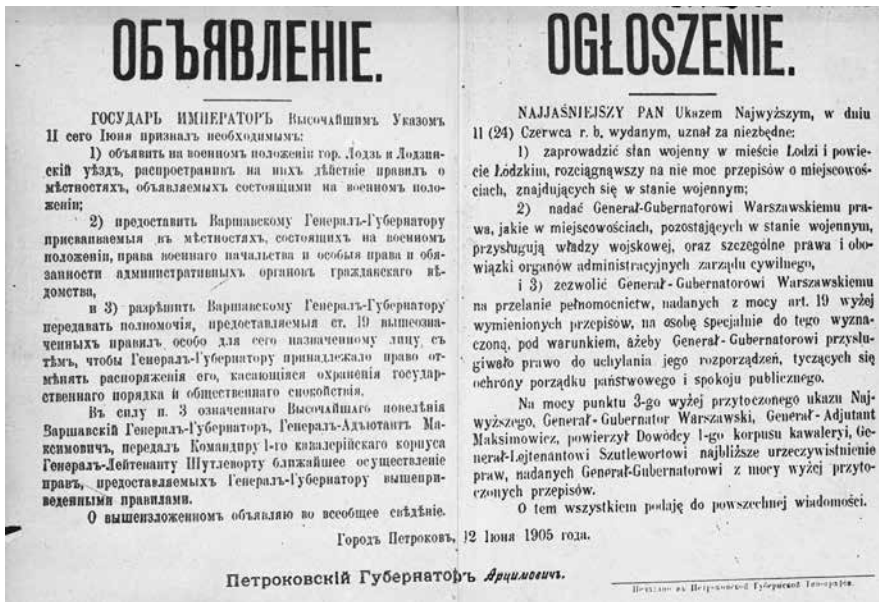 ОБЪЯВЛЕНІЕ.
ГОСУДАРЬ ИМПЕРАТОРЪ Высочайшимъ Указомъ
11 сего Іюня призналъ необходимымъ:
1) объявить на военномъ положеніи гор. Лодзь и Лодзин-
скій уѣздъ, распространивъ на нихъ дѣйствіе правилъ о
мѣстностяхъ, объявляемыхъ состоящими на военномъ поло-
женіи;
2) предоставить Варшавскому Генералъ-Губернатору
присваиваемыя въ мѣстностяхъ, состоящихъ на военномъ
положеніи, права военнаго начальства и особыя права и обя-
занности административныхъ органовъ гражданскаго вѣ-
домства,
и 3) разрѣшить Варшавскому Генералъ-Губернатору
передавать полномочія, предоставляемыя ст. 19 вышеозна-
ченныхъ правилъ особо для сего назначенному лицу, съ
тѣмъ, чтобы Генералъ-Губернатору принадлежало право от-
мѣнять распоряженія его, касающіяся охраненія государ-
ственнаго порядка и общественнаго спокойствія.
Въ силу п. 3 означеннаго Высочайшаго повелѣнія
Варшавскій Генералъ-Губернаторъ, Генералъ-Адъютантъ Ма-
ксимовичъ, передалъ Командиру 1-го кавалерійскаго корпуса
Генералъ-Лейтенанту Шутлеворту ближайшее осуществленіе
правъ, предоставляемыхъ Генералъ-Губернатору вышепри-
веденными правилами.
О вышеизложенномъ объявляю во всеобщее свѣдѣніе.
OGŁOSZENIE.
NAJJAŚNIEJSZY PAN Ukazem Najwyższym, w dniu
11 (24) Czerwca r. b. wydanym, uznał za niezbędne:
1) zaprowadzić stan wojenny w mieście Łodzi i powie-
cie Łódzkim, rozciągnąwszy na nie moc przepisów o miejscowoś-
ciach, znajdujących się w stanie wojennym;
2) nadać Generał-Gubernatorowi Warszawskiemu pra-
wa, jakie w miejscowościach, pozostających w stanie wojennym,
przysługują władzy wojskowej, oraz szczególne prawa i obo-
wiązki organów administracyjnych zarządu cywilnego,
i 3) zezwolić Generał-Gubernatorowi Warszawskiemu
na przelanie pełnomocnictw, nadanych z mocy art. 19 wyżej
wymienionych przepisów, na osobę specjalnie do tego wyzna-
czoną, pod warunkiem, ażeby Generał-Gubernatorowi przysłu-
giwało prawo do uchylania jego rozporządzeń, tyczących się
ochrony porządku państwowego i spokoju publicznego.
Na mocy punktu 3-go wyżej przytoczonego ukazu Naj-
wyższego, Generał-Gubernator Warszawski, Generał-Adjutant
Maksimowicz, powierzył Dowódcy 1-go korpusu kawaleryi, Ge-
nerał-Lejtenantowi Szutlewortowi najbliższe urzeczywistnienie
praw, nadanych Generał-Gubernatorowi z mocy wyżej przyto-
czonych przepisów.
O tem wszystkiem podaję do powszechnej wiadomości.
Городъ Петроковъ, 12 Іюня 1905 года.
Петроковскій Губернаторъ Арцимовичъ.
Печатано въ Петроковской Губернской Типографіи.